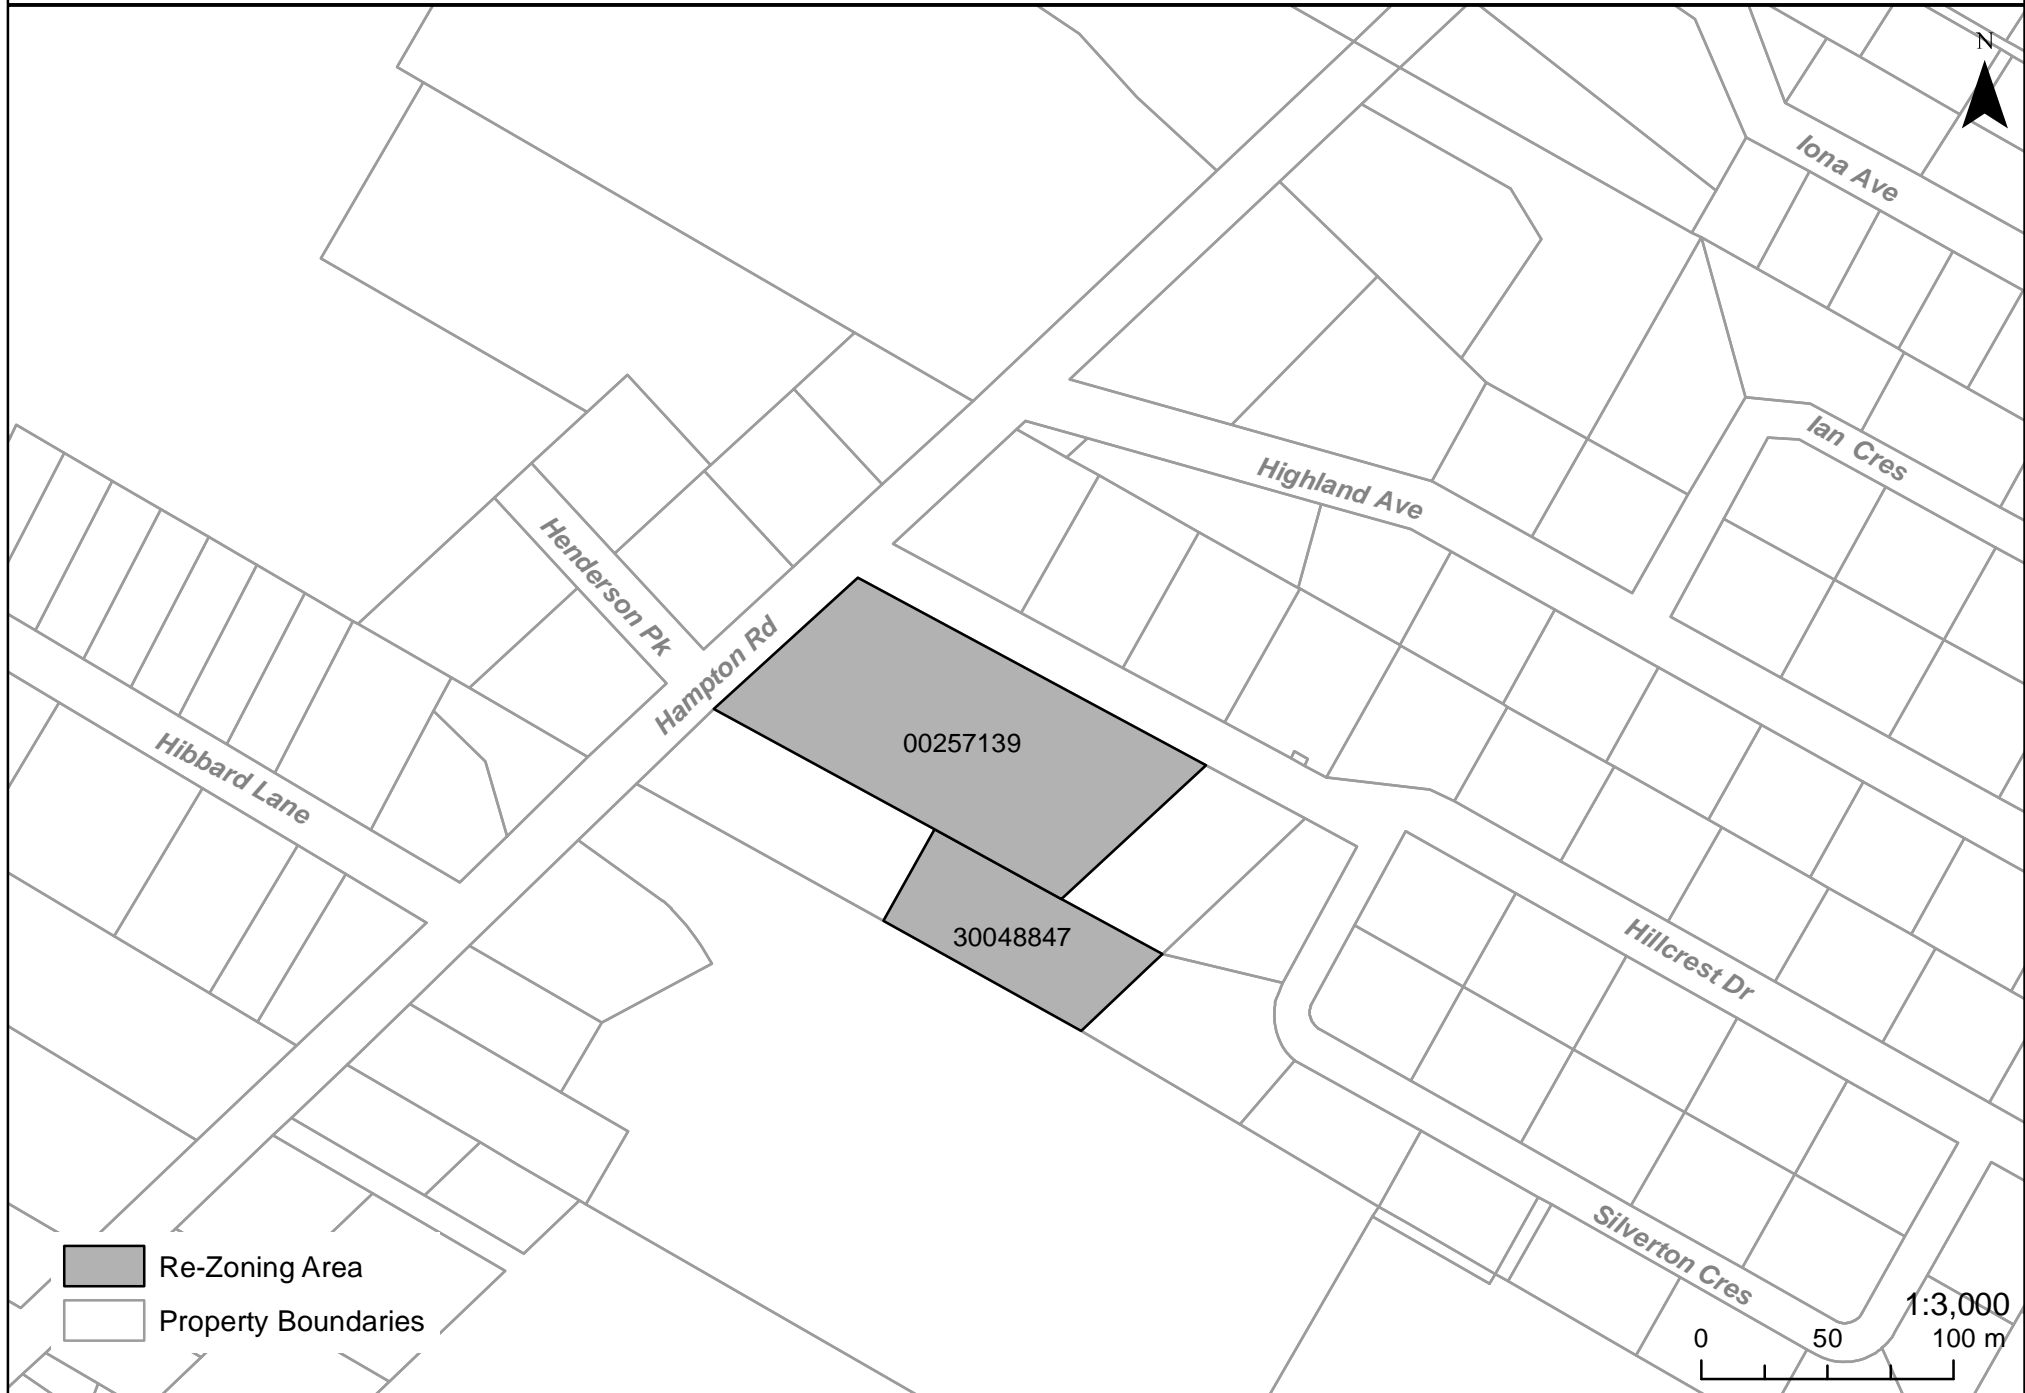 N
Iona Ave
Ian Cres
Highland Ave
Henderson Pk
Hampton Rd
00257139
Hibbard Lane
30048847
Hillcrest Dr
Silverton Cres
Re-Zoning Area
Property Boundaries
1:3,000
0 50 100 m